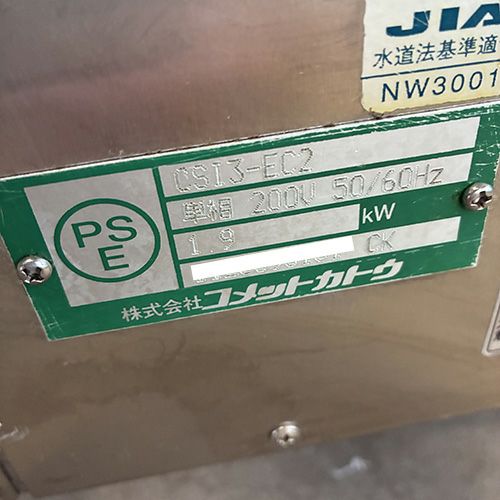 JIA
水道法基準適
NW3001
CSI3-EC2
単相 200V 50/60Hz
1.9 kW
CK
PS
E
株式会社コメットカトウ